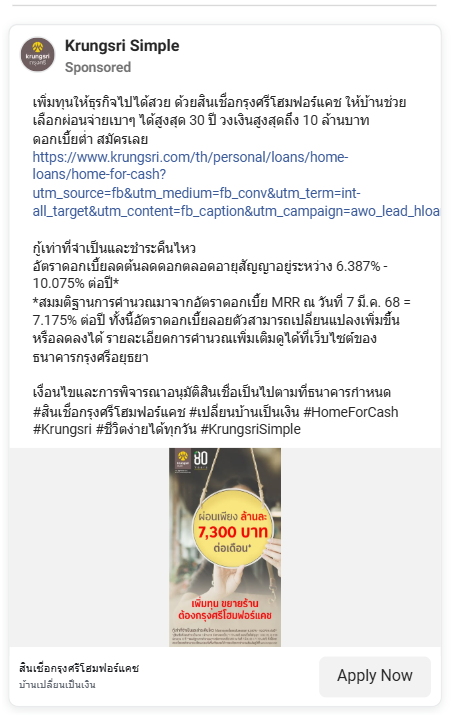 Krungsri Simple
Sponsored
krungsri
กรุงศรี
เพิ่มทุนให้ธุรกิจไปได้สวย ด้วยสินเชื่อกรุงศรีโฮมฟอร์แคช ให้บ้านช่วย
เลือกผ่อนจ่ายเบาๆ ได้สูงสุด 30 ปี วงเงินสูงสุดถึง 10 ล้านบาท
ดอกเบี้ยต่ำ สมัครเลย
https://www.krungsri.com/th/personal/loans/home-
loans/home-for-cash?
utm_source=fb&utm_medium=fb_conv&utm_term=int-
all_target&utm_content=fb_caption&utm_campaign=awo_lead_hloa
กู้เท่าที่จำเป็นและชำระคืนไหว
อัตราดอกเบี้ยลดต้นลดดอกตลอดอายุสัญญาอยู่ระหว่าง 6.387% -
10.075% ต่อปี*
*สมมติฐานการคำนวณมาจากอัตราดอกเบี้ย MRR ณ วันที่ 7 มี.ค. 68 =
7.175% ต่อปี ทั้งนี้อัตราดอกเบี้ยลอยตัวสามารถเปลี่ยนแปลงเพิ่มขึ้น
หรือลดลงได้ รายละเอียดการคำนวณเพิ่มเติมดูได้ที่เว็บไซต์ของ
ธนาคารกรุงศรีอยุธยา
เงื่อนไขและการพิจารณาอนุมัติสินเชื่อเป็นไปตามที่ธนาคารกำหนด
#สินเชื่อกรุงศรีโฮมฟอร์แคช #เปลี่ยนบ้านเป็นเงิน #HomeForCash
#Krungsri #ชีวิตง่ายได้ทุกวัน #KrungsriSimple
80
ผ่อนเพียง ล้านละ
7,300 บาท
ต่อเดือน*
เพิ่มทุน ขยายร้าน
ต้องกรุงศรีโฮมฟอร์แคช
สินเชื่อกรุงศรีโฮมฟอร์แคช
บ้านเปลี่ยนเป็นเงิน
Apply Now